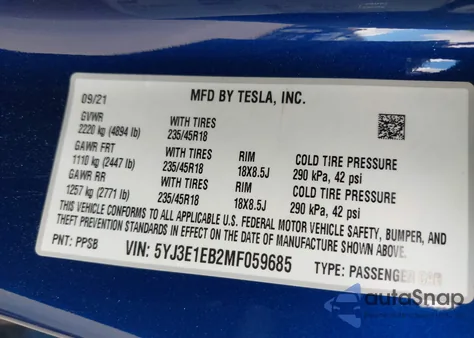 MFD BY TESLA, INC.
09/21
GVWR WITH TIRES
2220 kg (4894 lb) 235/45R18
GAWR FRT WITH TIRES RIM COLD TIRE PRESSURE
1110 kg (2447 lb) 235/45R18 18X8.5J 290 kPa, 42 psi
GAWR RR WITH TIRES RIM COLD TIRE PRESSURE
1257 kg (2771 lb) 235/45R18 18X8.5J 290 kPa, 42 psi
THIS VEHICLE CONFORMS TO ALL APPLICABLE U.S. FEDERAL MOTOR VEHICLE SAFETY, BUMPER, AND
THEFT PREVENTION STANDARDS IN EFFECT ON THE DATE OF MANUFACTURE SHOWN ABOVE.
PNT: PPSB VIN: 5YJ3E1EB2MF059685 TYPE: PASSENGER
autoSnap